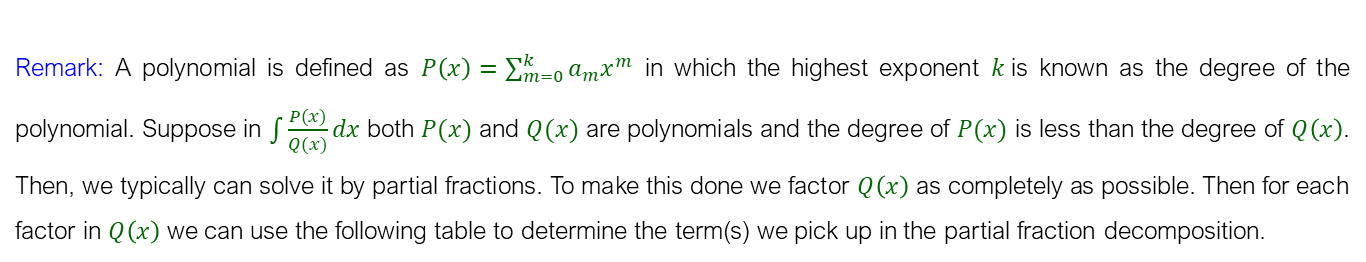 Remark: A polynomial is defined as P(x) = ∑ᵏₘ₌₀ aₘxᵐ in which the highest exponent k is known as the degree of the
polynomial. Suppose in ∫ P(x)/Q(x) dx both P(x) and Q(x) are polynomials and the degree of P(x) is less than the degree of Q(x).
Then, we typically can solve it by partial fractions. To make this done we factor Q(x) as completely as possible. Then for each
factor in Q(x) we can use the following table to determine the term(s) we pick up in the partial fraction decomposition.